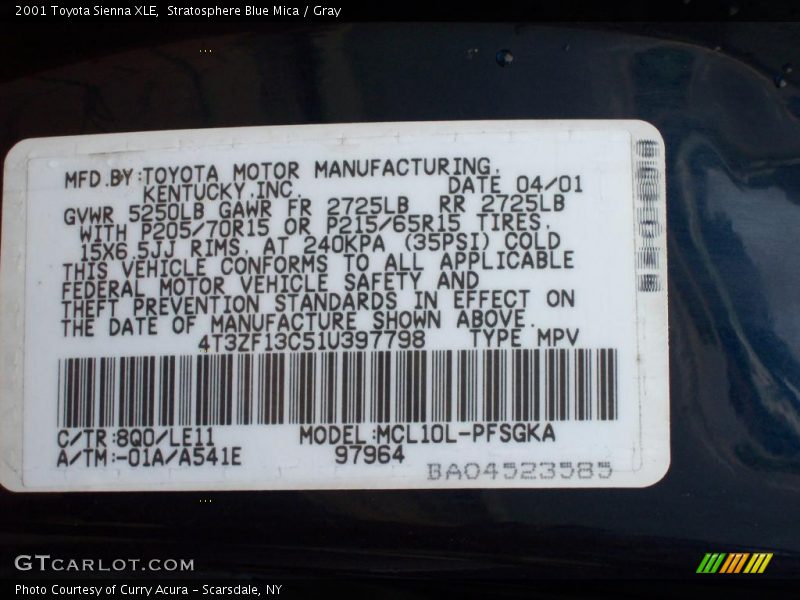 2001 Toyota Sienna XLE,  Stratosphere Blue Mica / Gray
MFD.BY:TOYOTA MOTOR MANUFACTURING,
KENTUCKY,INC.   DATE 04/01
GVWR 5250LB GAWR FR 2725LB  RR 2725LB
WITH P205/70R15 OR P215/65R15 TIRES,
15X6.5JJ RIMS, AT 240KPA (35PSI) COLD
THIS VEHICLE CONFORMS TO ALL APPLICABLE
FEDERAL MOTOR VEHICLE SAFETY AND
THEFT PREVENTION STANDARDS IN EFFECT ON
THE DATE OF MANUFACTURE SHOWN ABOVE.
4T3ZF13C51U397798   TYPE MPV
C/TR:8Q0/LE11   MODEL:MCL10L-PFSGKA
A/TM:-01A/A541E   97964
BA04523585
GTCARLOT.COM
Photo Courtesy of Curry Acura - Scarsdale, NY